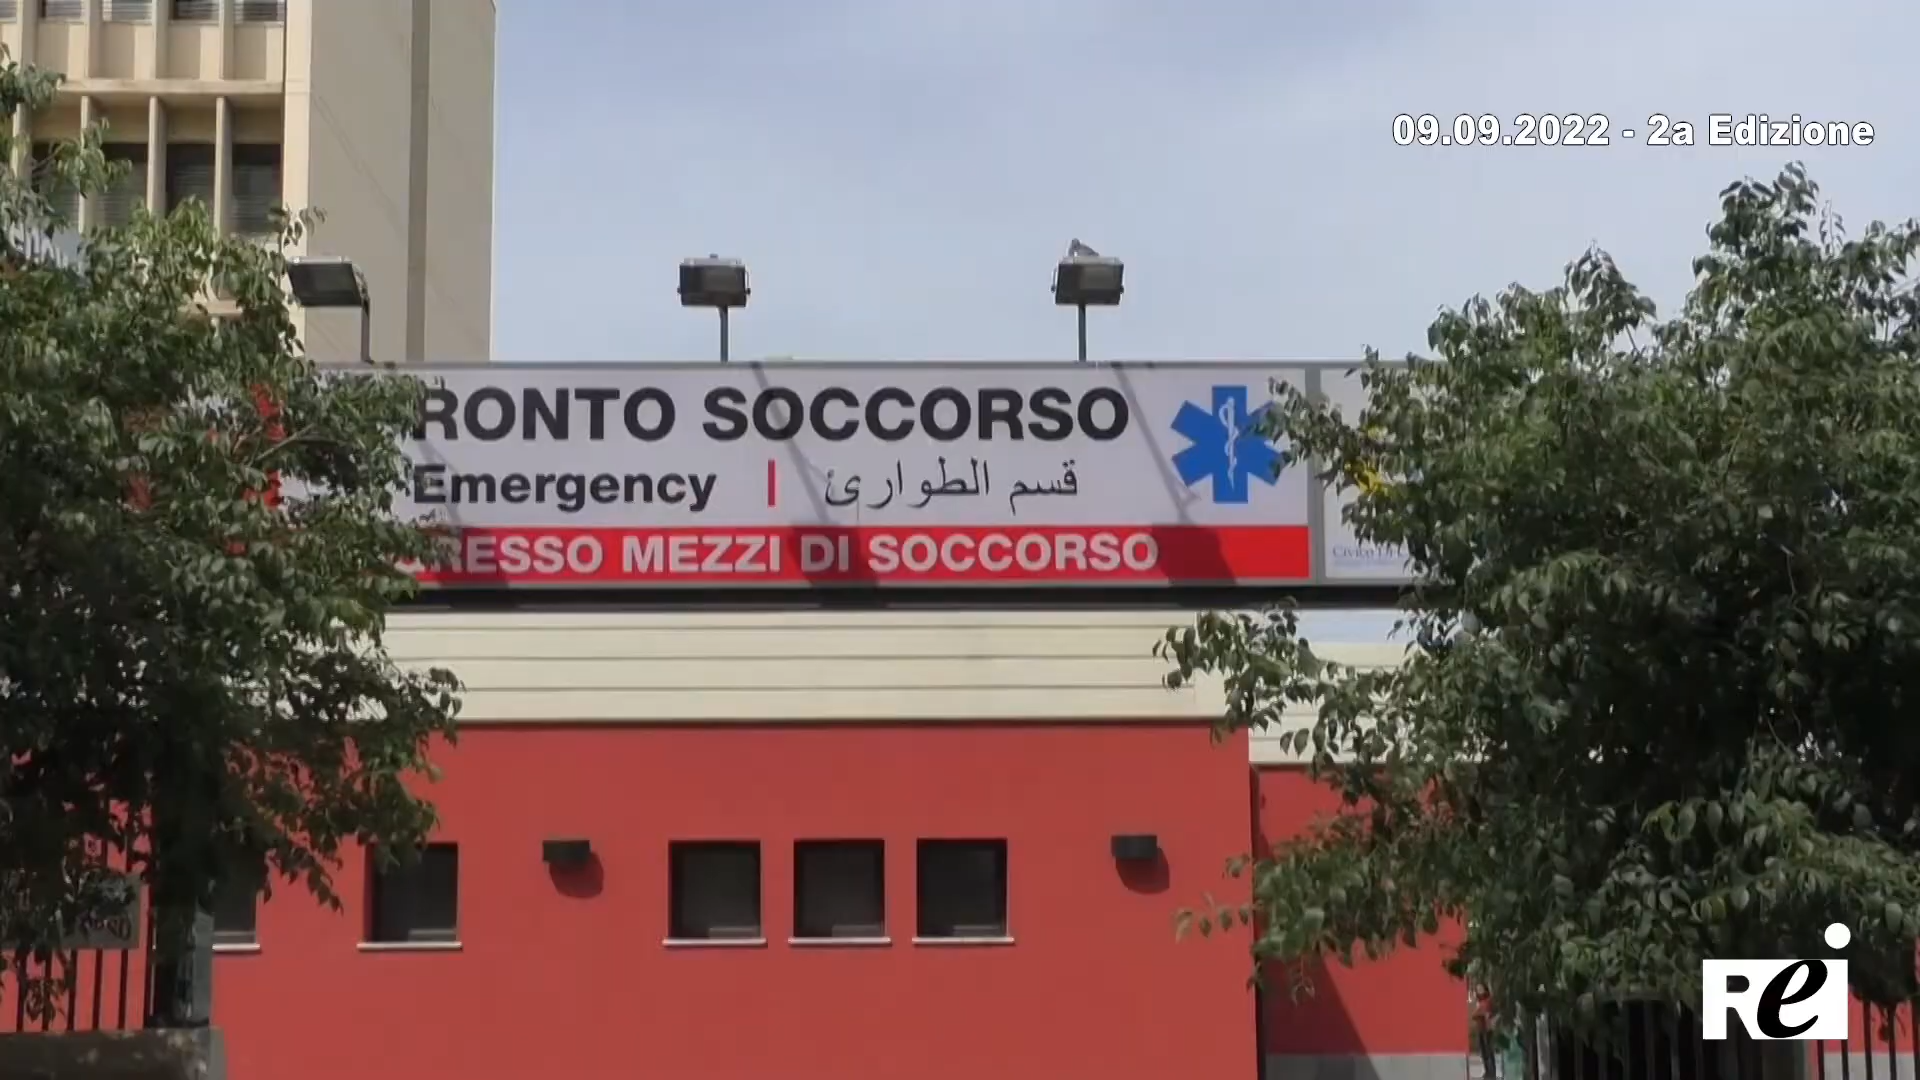 09.09.2022 - 2a Edizione
RONTO SOCCORSO
Emergency | قسم الطوارئ
RESSO MEZZI DI SOCCORSO
Rei